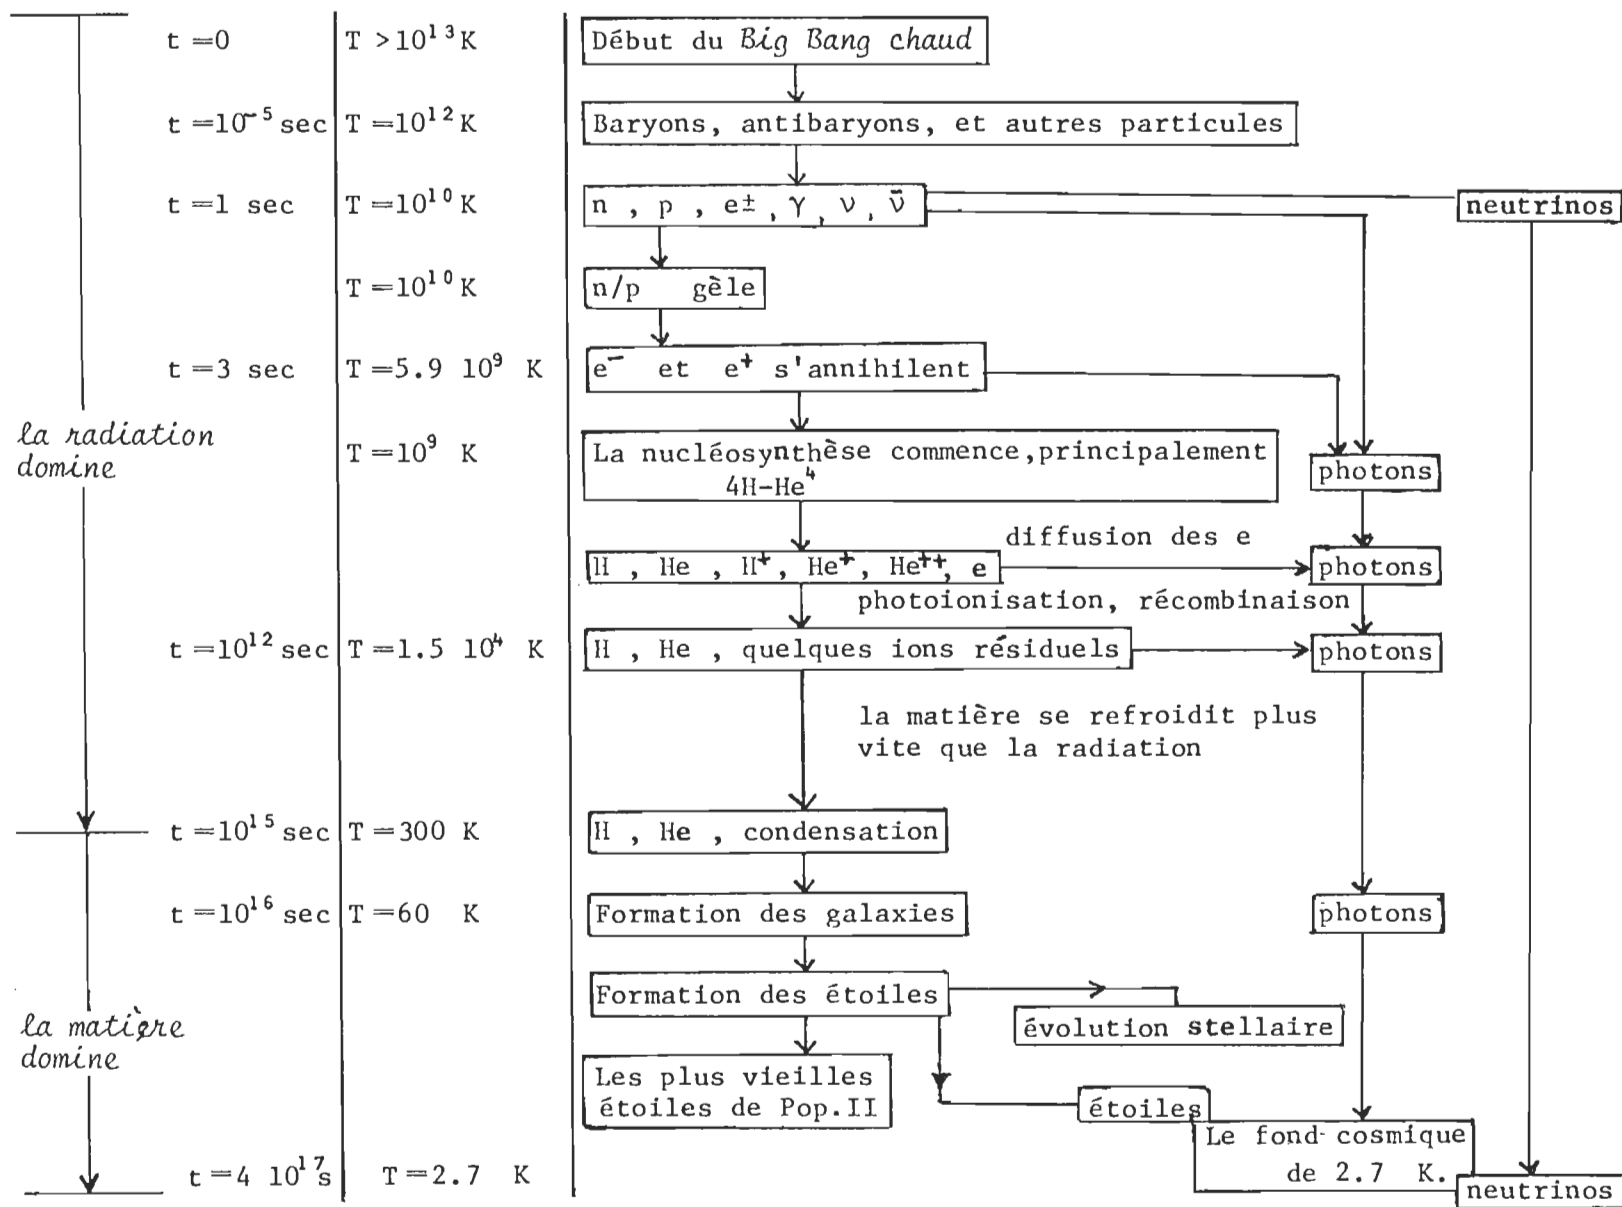 t =0 T >10¹³K Début du Big Bang chaud
t =10⁻⁵ sec T =10¹² K Baryons, antibaryons, et autres particules
t =1 sec T =10¹⁰ K n , p , e± , γ , ν , ν̄ neutrinos
T =10¹⁰ K n/p gèle
t =3 sec T =5.9 10⁹ K e⁻ et e⁺ s'annihilent
la radiation
domine
T =10⁹ K La nucléosynthèse commence,principalement
4H-He⁴
photons
diffusion des e
H , He , H⁺, He⁺, He⁺⁺, e photons
photoionisation, récombinaison
t =10¹² sec T =1.5 10⁴ K H , He , quelques ions résiduels photons
la matière se refroidit plus
vite que la radiation
t =10¹⁵ sec T =300 K H , He , condensation
t =10¹⁶ sec T =60 K Formation des galaxies photons
Formation des étoiles
évolution stellaire
la matière
domine
Les plus vieilles
étoiles de Pop.II
étoiles
Le fond cosmique
de 2.7 K.
t =4 10¹⁷s T =2.7 K
neutrinos